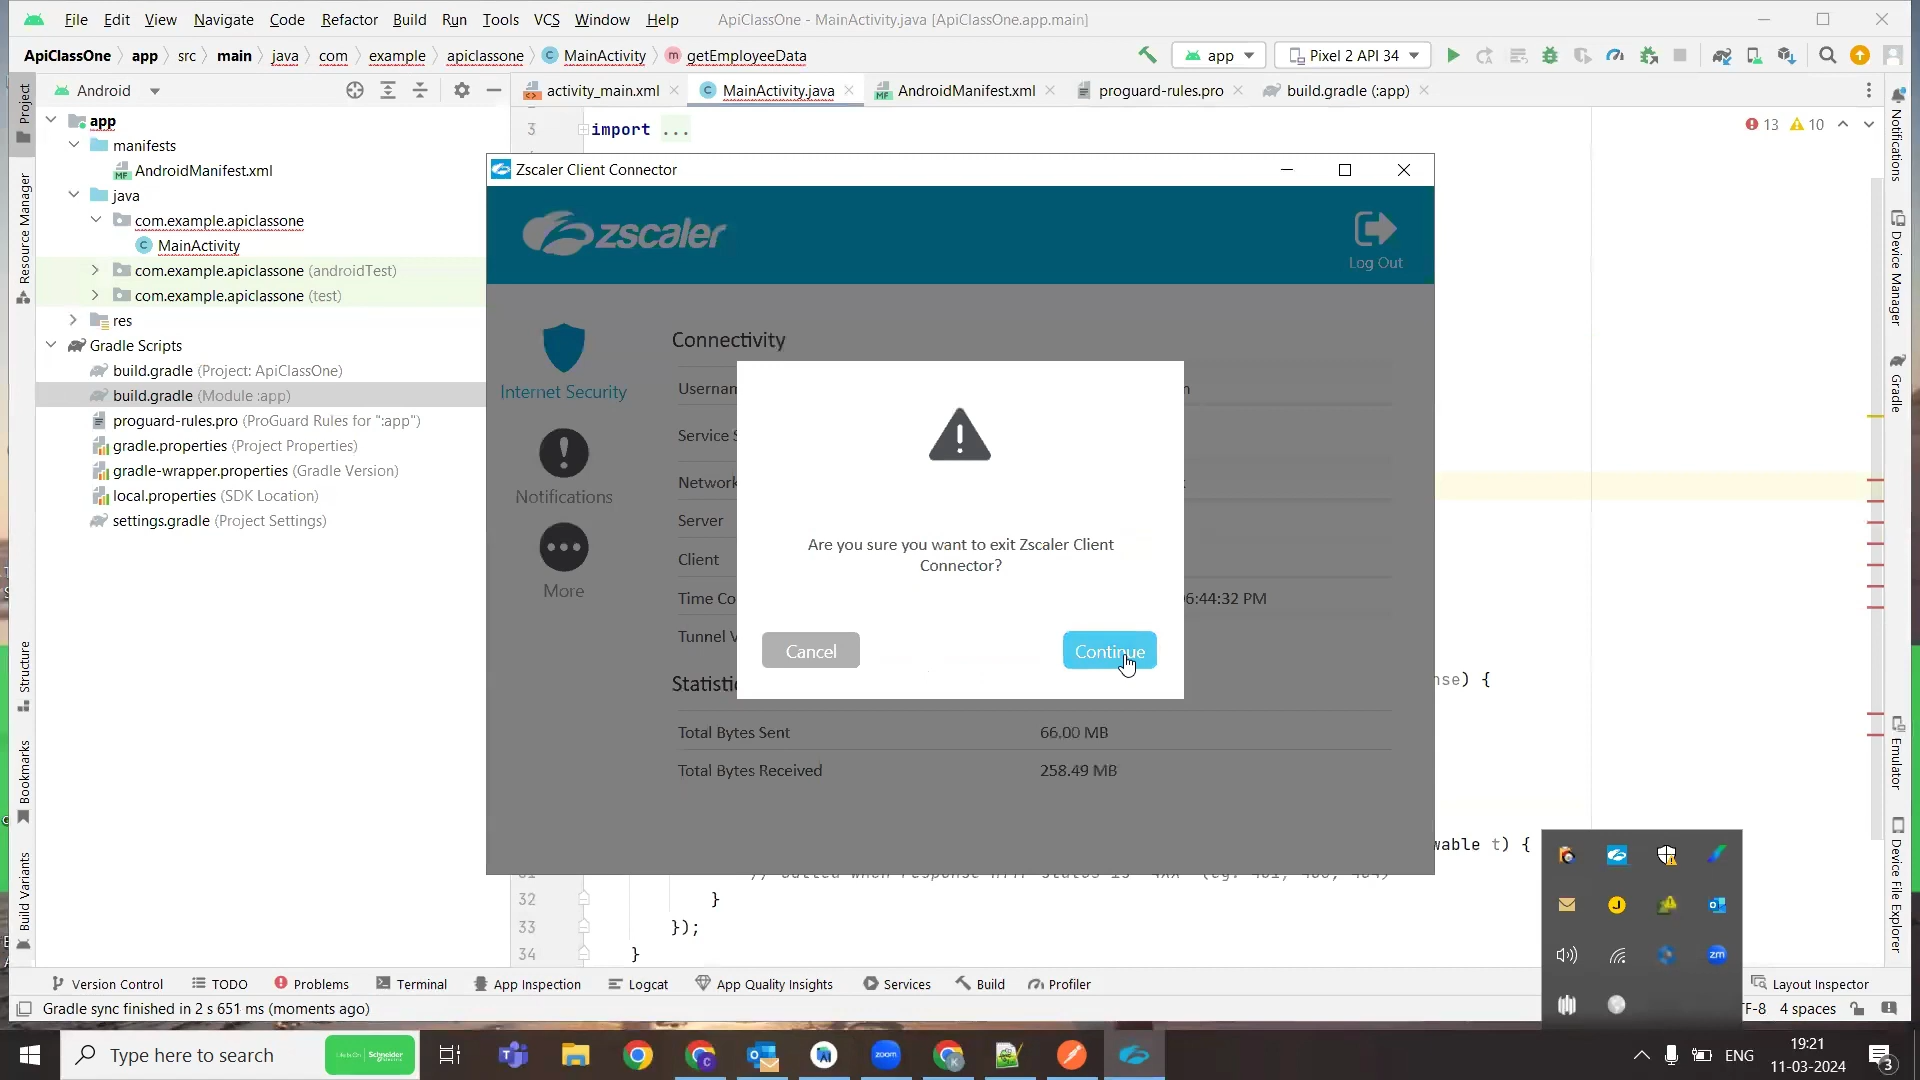 File Edit View Navigate Code Refactor Build Run Tools VCS Window Help ApiClassOne - MainActivity.java [ApiClassOne.app.main]
ApiClassOne app src main java com example apiclassone MainActivity getEmployeeData app Pixel 2 API 34
Android
activity_main.xml MainActivity.java AndroidManifest.xml proguard-rules.pro build.gradle (:app)
Project
Resource Manager
Structure
Bookmarks
Build Variants
app
manifests
AndroidManifest.xml
java
com.example.apiclassone
MainActivity
com.example.apiclassone (androidTest)
com.example.apiclassone (test)
res
Gradle Scripts
build.gradle (Project: ApiClassOne)
build.gradle (Module :app)
proguard-rules.pro (ProGuard Rules for ":app")
gradle.properties (Project Properties)
gradle-wrapper.properties (Gradle Version)
local.properties (SDK Location)
settings.gradle (Project Settings)
3 import ...
13 10
Zscaler Client Connector
zscaler
Log Out
Internet Security
Notifications
More
Connectivity
Service S
Network
Server
Client
Time Co
6:44:32 PM
Tunnel V
Are you sure you want to exit Zscaler Client
Connector?
Cancel Continue
Total Bytes Sent 66.00 MB
Total Bytes Received 258.49 MB
nse) {
wable t) {
32 }
33 });
34 }
Notifications
Device Manager
Gradle
Emulator
Device File Explorer
zm
Version Control TODO Problems Terminal App Inspection Logcat App Quality Insights Services Build Profiler Layout Inspector
Gradle sync finished in 2 s 651 ms (moments ago) TF-8 4 spaces
Type here to search
Life Is On Schneider
zoom
ENG
19:21
11-03-2024
3